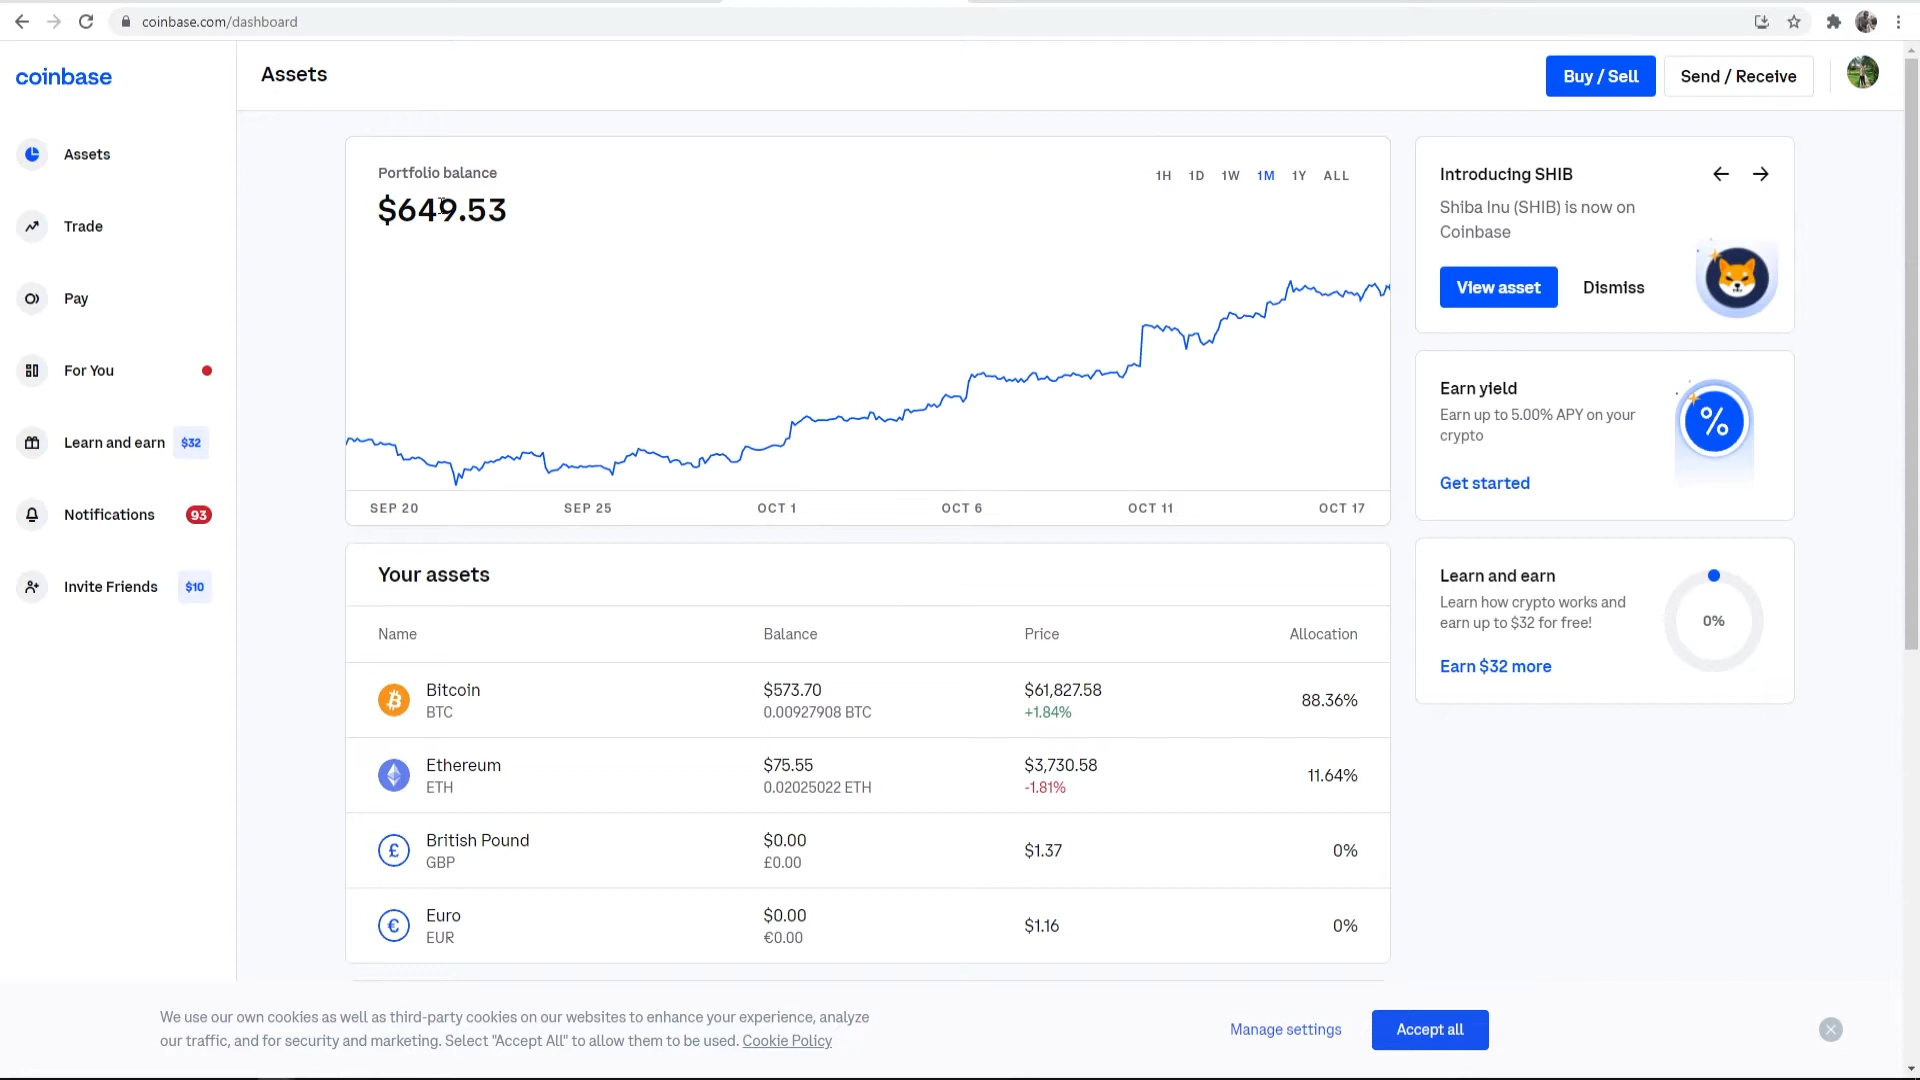 coinbase.com/dashboard
coinbase
Assets
Buy / Sell
Send / Receive
Assets
Trade
Pay
For You
Learn and earn $32
Notifications 93
Invite Friends $10
Portfolio balance
$649.53
1H 1D 1W 1M 1Y ALL
SEP 20 SEP 25 OCT 1 OCT 6 OCT 11 OCT 17
Your assets
Name Balance Price Allocation
Bitcoin $573.70 $61,827.58 88.36%
BTC 0.00927908 BTC +1.84%
Ethereum $75.55 $3,730.58 11.64%
ETH 0.02025022 ETH -1.81%
British Pound $0.00 $1.37 0%
GBP £0.00
Euro $0.00 $1.16 0%
EUR €0.00
Introducing SHIB
Shiba Inu (SHIB) is now on
Coinbase
View asset Dismiss
Earn yield
Earn up to 5.00% APY on your
crypto
%
Get started
Learn and earn
Learn how crypto works and
earn up to $32 for free!
0%
Earn $32 more
We use our own cookies as well as third-party cookies on our websites to enhance your experience, analyze
our traffic, and for security and marketing. Select "Accept All" to allow them to be used. Cookie Policy
Manage settings
Accept all